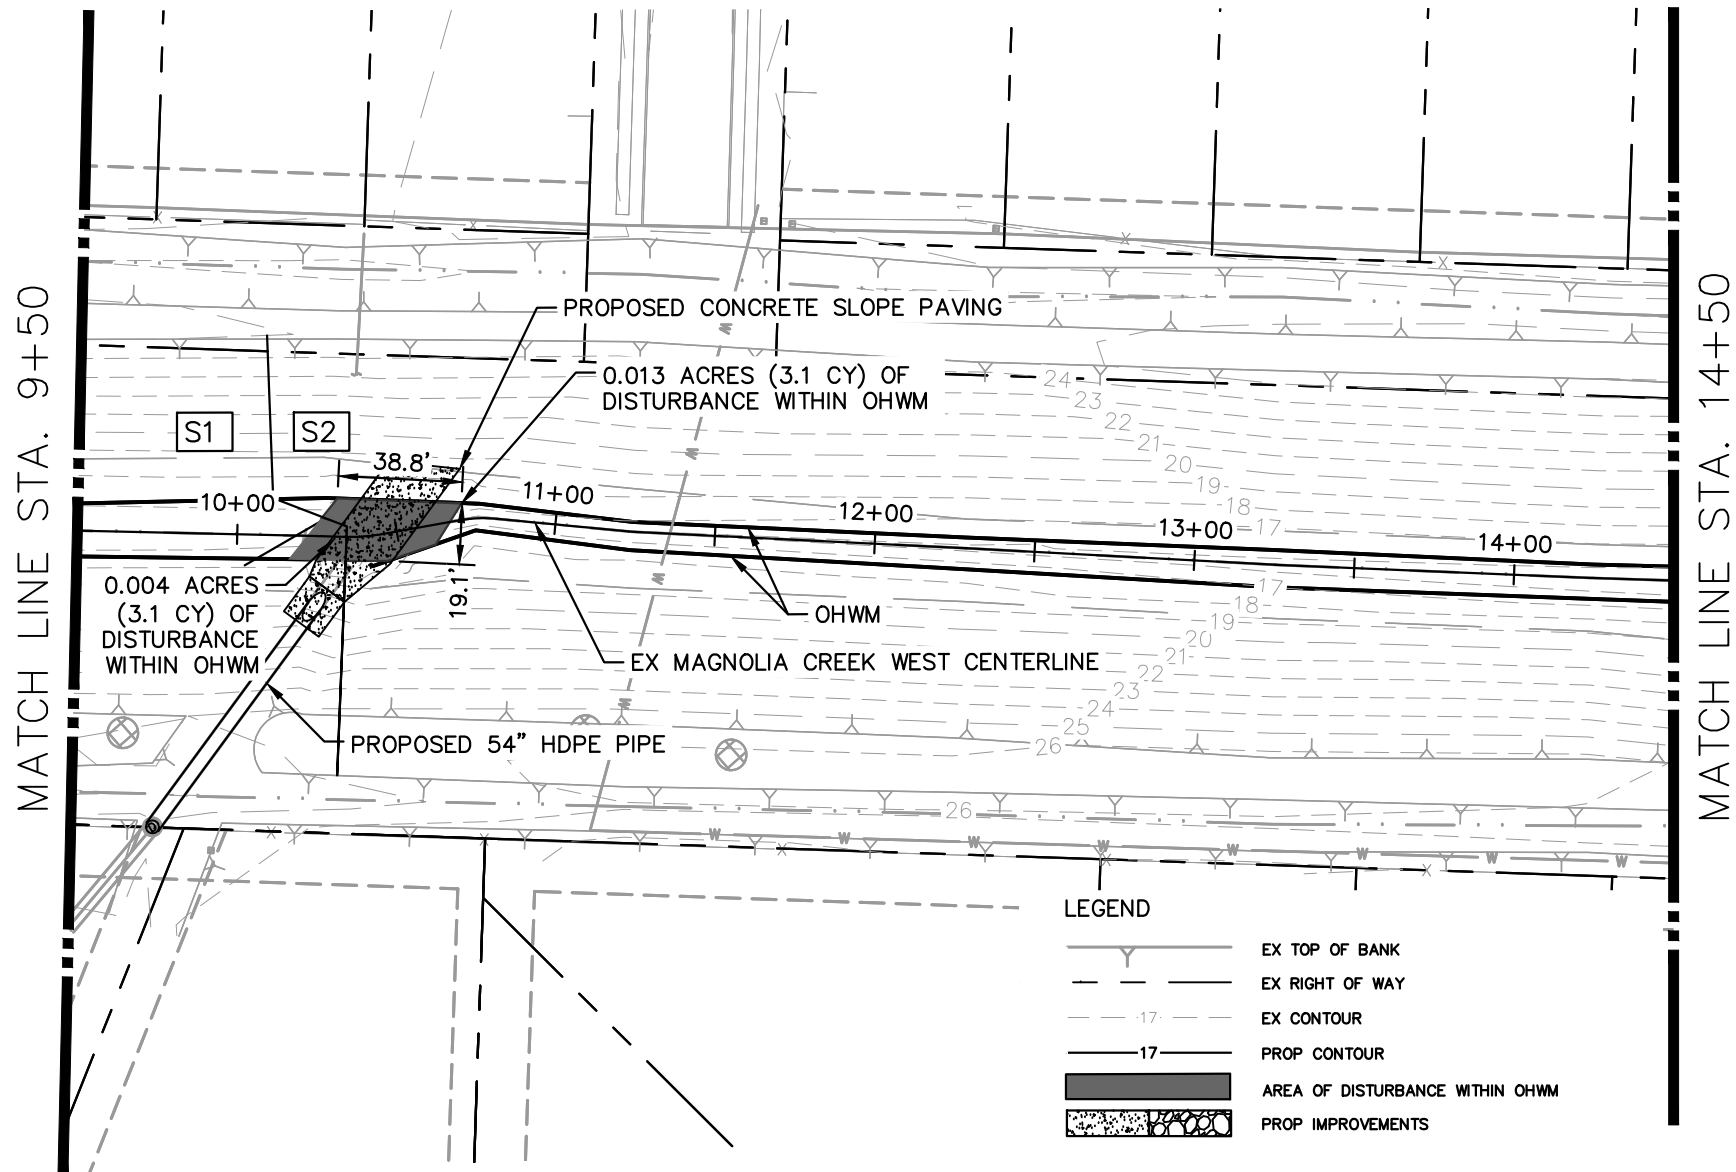 MATCH LINE STA. 9+50
MATCH LINE STA. 14+50
PROPOSED CONCRETE SLOPE PAVING
0.013 ACRES (3.1 CY) OF
DISTURBANCE WITHIN OHWM
24
23
22
21
20
19
18
17
S1
S2
38.8'
10+00
11+00
12+00
13+00
14+00
0.004 ACRES
(3.1 CY) OF
DISTURBANCE
WITHIN OHWM
19.1'
OHWM
EX MAGNOLIA CREEK WEST CENTERLINE
17
18
19
20
21
22
23
24
25
26
PROPOSED 54" HDPE PIPE
26
W W W W W W W W
LEGEND
EX TOP OF BANK
EX RIGHT OF WAY
17
EX CONTOUR
17
PROP CONTOUR
AREA OF DISTURBANCE WITHIN OHWM
PROP IMPROVEMENTS